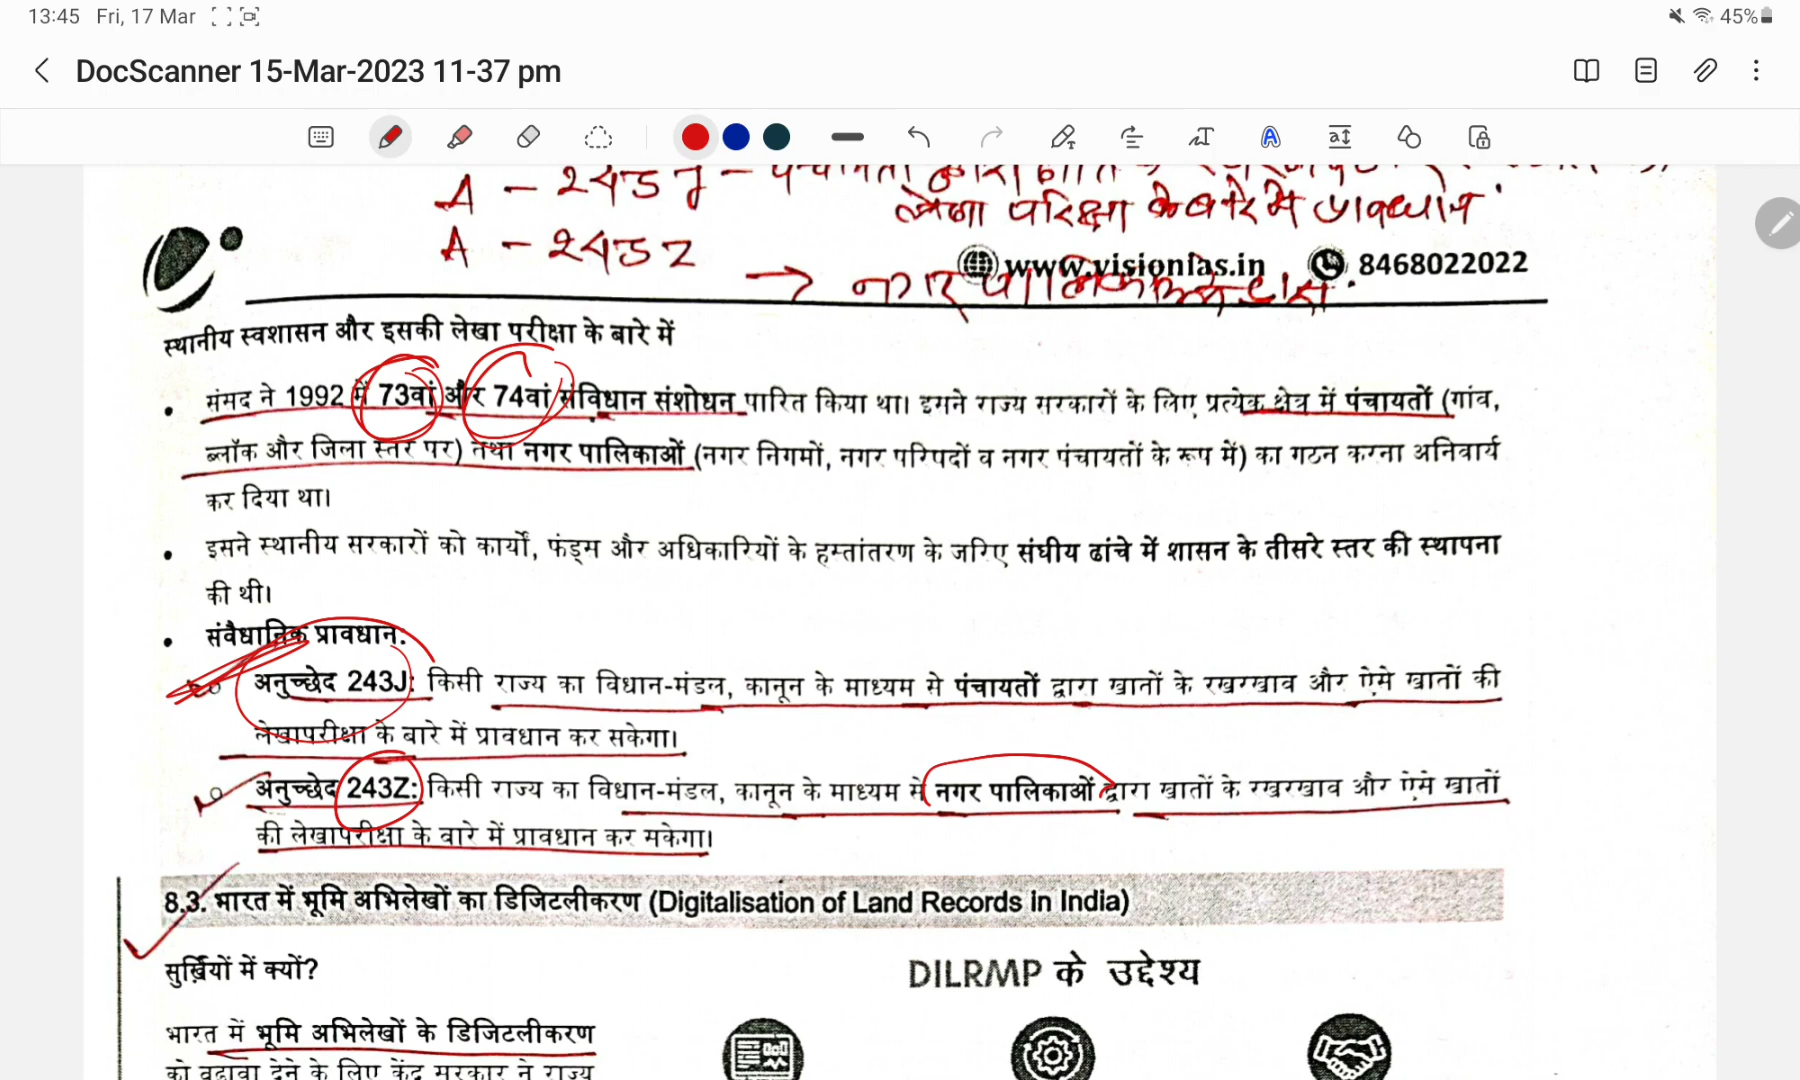 13:45 Fri, 17 Mar 45%
DocScanner 15-Mar-2023 11-37 pm
A - 243J -
लेखा परिक्षा के बारे में प्रावधान
A - 243Z
www.visionias.in 8468022022
→ नगर पालिका
स्थानीय स्वशासन और इसकी लेखा परीक्षा के बारे में
• संसद ने 1992 में 73वां और 74वां संविधान संशोधन पारित किया था। इसने राज्य सरकारों के लिए प्रत्येक क्षेत्र में पंचायतों (गांव,
ब्लॉक और जिला स्तर पर) तथा नगर पालिकाओं (नगर निगमों, नगर परिषदों व नगर पंचायतों के रूप में) का गठन करना अनिवार्य
कर दिया था।
• इसने स्थानीय सरकारों को कार्यों, फंड्स और अधिकारियों के हस्तांतरण के जरिए संघीय ढांचे में शासन के तीसरे स्तर की स्थापना
की थी।
• संवैधानिक प्रावधान:
अनुच्छेद 243J: किसी राज्य का विधान-मंडल, कानून के माध्यम से पंचायतों द्वारा खातों के रखरखाव और ऐसे खातों की
लेखापरीक्षा के बारे में प्रावधान कर सकेगा।
अनुच्छेद 243Z: किसी राज्य का विधान-मंडल, कानून के माध्यम से नगर पालिकाओं द्वारा खातों के रखरखाव और ऐसे खातों
की लेखापरीक्षा के बारे में प्रावधान कर सकेगा।
8.3. भारत में भूमि अभिलेखों का डिजिटलीकरण (Digitalisation of Land Records in India)
सुर्ख़ियों में क्यों?
DILRMP के उद्देश्य
भारत में भूमि अभिलेखों के डिजिटलीकरण
को बढ़ावा देने के लिए केंद्र सरकार ने राज्य